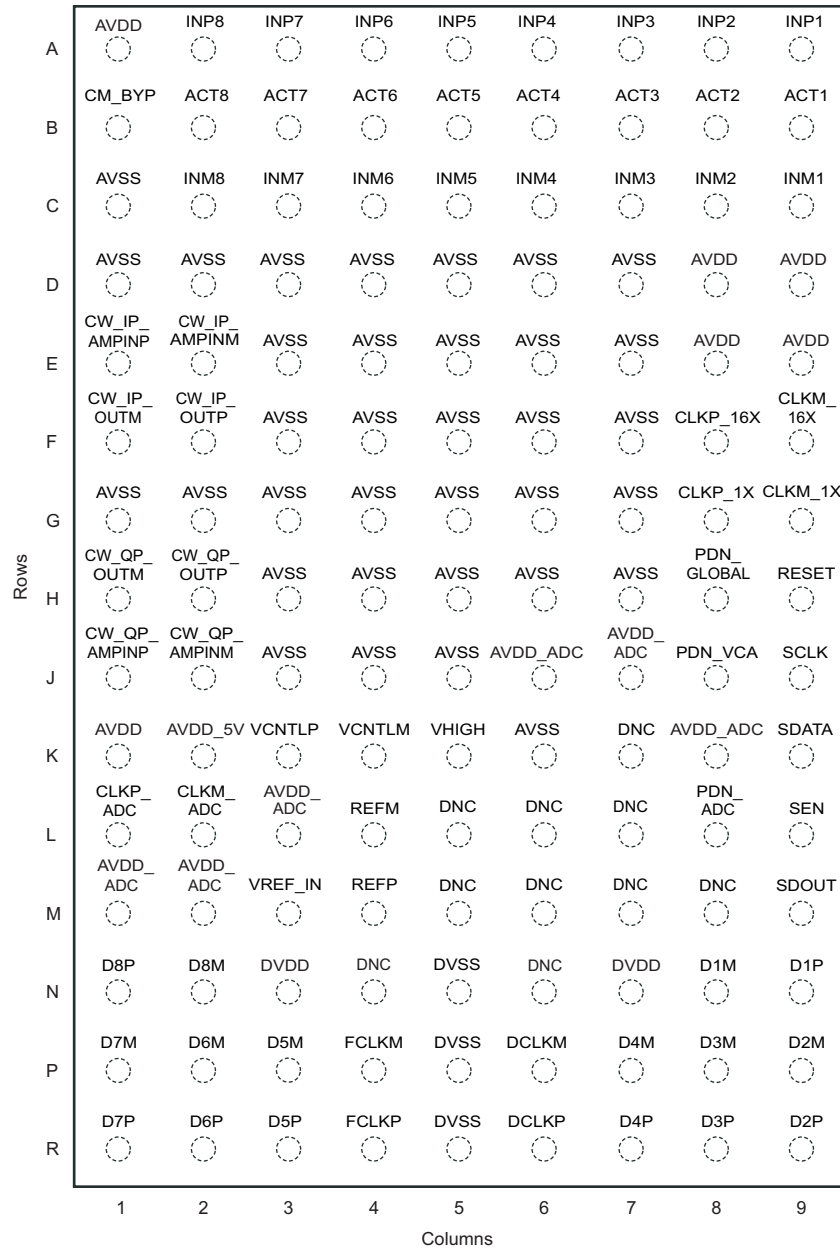 AVDD INP8 INP7 INP6 INP5 INP4 INP3 INP2 INP1
A
CM_BYP ACT8 ACT7 ACT6 ACT5 ACT4 ACT3 ACT2 ACT1
B
AVSS INM8 INM7 INM6 INM5 INM4 INM3 INM2 INM1
C
AVSS AVSS AVSS AVSS AVSS AVSS AVSS AVDD AVDD
D
CW_IP_ CW_IP_
AMPINP AMPINM AVSS AVSS AVSS AVSS AVSS AVDD AVDD
E
CW_IP_ CW_IP_ CLKM_
OUTM OUTP AVSS AVSS AVSS AVSS AVSS CLKP_16X 16X
F
AVSS AVSS AVSS AVSS AVSS AVSS AVSS CLKP_1X CLKM_1X
G
Rows
CW_QP_ CW_QP_ PDN_
OUTM OUTP AVSS AVSS AVSS AVSS AVSS GLOBAL RESET
H
CW_QP_ CW_QP_ AVDD_
AMPINP AMPINM AVSS AVSS AVSS AVDD_ADC ADC PDN_VCA SCLK
J
AVDD AVDD_5V VCNTLP VCNTLM VHIGH AVSS DNC AVDD_ADC SDATA
K
CLKP_ CLKM_ AVDD_ PDN_
ADC ADC ADC REFM DNC DNC DNC ADC SEN
L
AVDD_ AVDD_
ADC ADC VREF_IN REFP DNC DNC DNC DNC SDOUT
M
D8P D8M DVDD DNC DVSS DNC DVDD D1M D1P
N
D7M D6M D5M FCLKM DVSS DCLKM D4M D3M D2M
P
D7P D6P D5P FCLKP DVSS DCLKP D4P D3P D2P
R
1 2 3 4 5 6 7 8 9
Columns